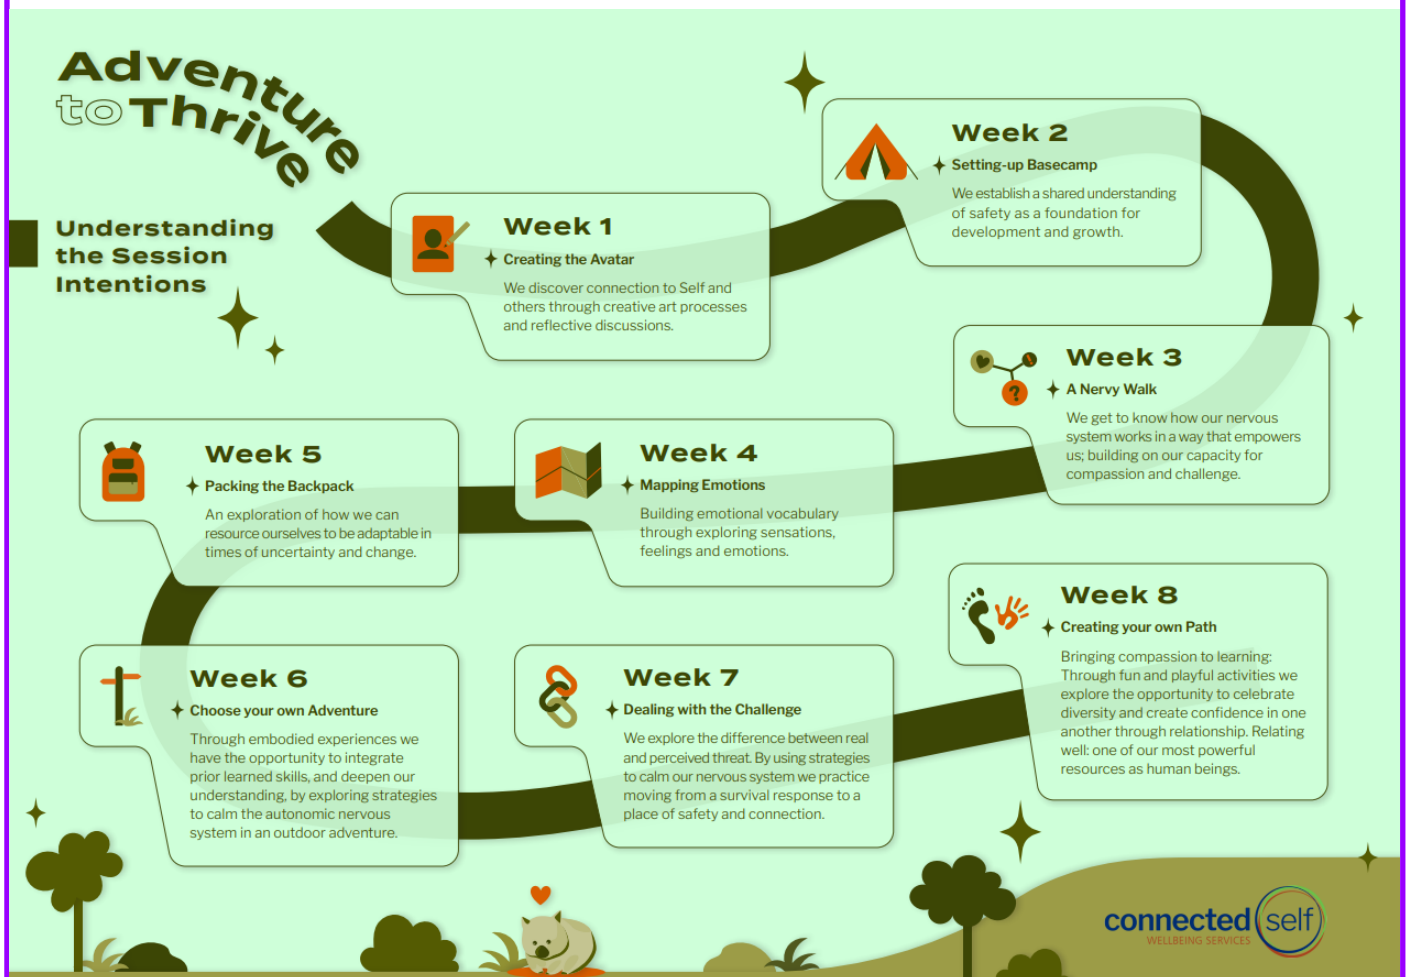 Adventure
to Thrive
Understanding
the Session
Intentions
Week 1
Creating the Avatar
We discover connection to Self and
others through creative art processes
and reflective discussions.
Week 2
Setting-up Basecamp
We establish a shared understanding
of safety as a foundation for
development and growth.
Week 3
A Nervy Walk
We get to know how our nervous
system works in a way that empowers
us; building on our capacity for
compassion and challenge.
Week 4
Mapping Emotions
Building emotional vocabulary
through exploring sensations,
feelings and emotions.
Week 5
Packing the Backpack
An exploration of how we can
resource ourselves to be adaptable in
times of uncertainty and change.
Week 6
Choose your own Adventure
Through embodied experiences we
have the opportunity to integrate
prior learned skills, and deepen our
understanding, by exploring strategies
to calm the autonomic nervous
system in an outdoor adventure.
Week 7
Dealing with the Challenge
We explore the difference between real
and perceived threat. By using strategies
to calm our nervous system we practice
moving from a survival response to a
place of safety and connection.
Week 8
Creating your own Path
Bringing compassion to learning:
Through fun and playful activities we
explore the opportunity to celebrate
diversity and create confidence in one
another through relationship. Relating
well: one of our most powerful
resources as human beings.
connected self
WELLBEING SERVICES